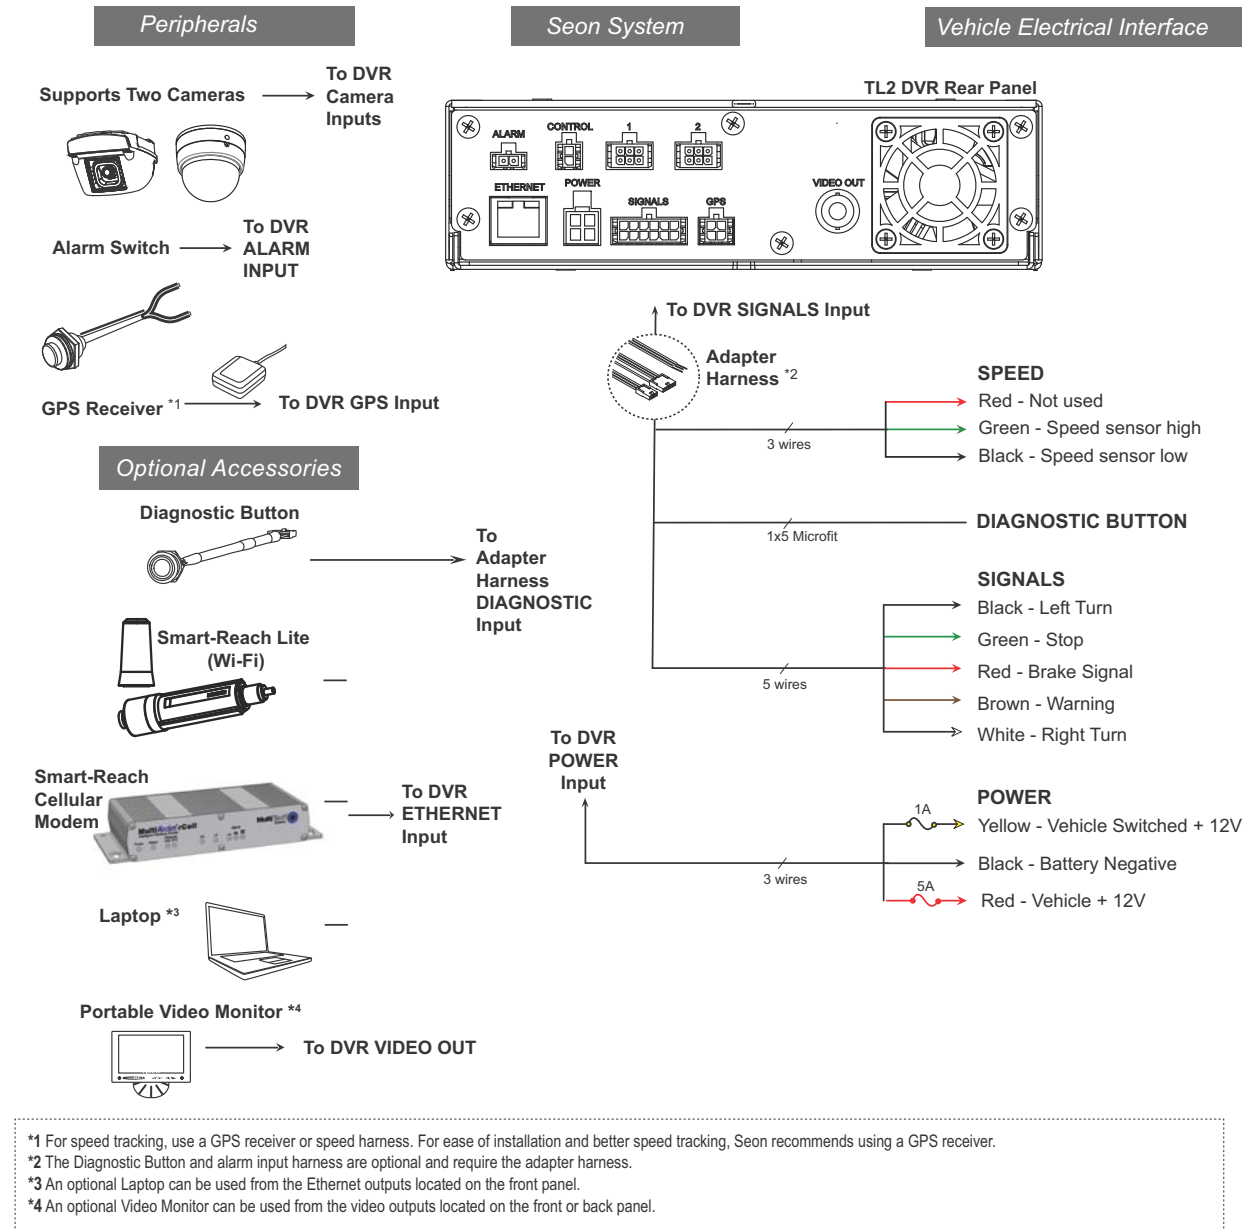 Peripherals
Seon System
Vehicle Electrical Interface
Supports Two Cameras
To DVR
Camera
Inputs
Alarm Switch
To DVR
ALARM
INPUT
GPS Receiver *1
To DVR GPS Input
TL2 DVR Rear Panel
ALARM
CONTROL
1
2
ETHERNET
POWER
SIGNALS
GPS
VIDEO OUT
To DVR SIGNALS Input
Adapter
Harness *2
3 wires
SPEED
Red - Not used
Green - Speed sensor high
Black - Speed sensor low
1x5 Microfit
DIAGNOSTIC BUTTON
5 wires
SIGNALS
Black - Left Turn
Green - Stop
Red - Brake Signal
Brown - Warning
White - Right Turn
To DVR
POWER
Input
3 wires
POWER
1A
Yellow - Vehicle Switched + 12V
Black - Battery Negative
5A
Red - Vehicle + 12V
Optional Accessories
Diagnostic Button
To
Adapter
Harness
DIAGNOSTIC
Input
Smart-Reach Lite
(Wi-Fi)
Smart-Reach
Cellular
Modem
MultiModem rCell
MultiTech
To DVR
ETHERNET
Input
Laptop *3
Portable Video Monitor *4
To DVR VIDEO OUT
*1 For speed tracking, use a GPS receiver or speed harness. For ease of installation and better speed tracking, Seon recommends using a GPS receiver.
*2 The Diagnostic Button and alarm input harness are optional and require the adapter harness.
*3 An optional Laptop can be used from the Ethernet outputs located on the front panel.
*4 An optional Video Monitor can be used from the video outputs located on the front or back panel.